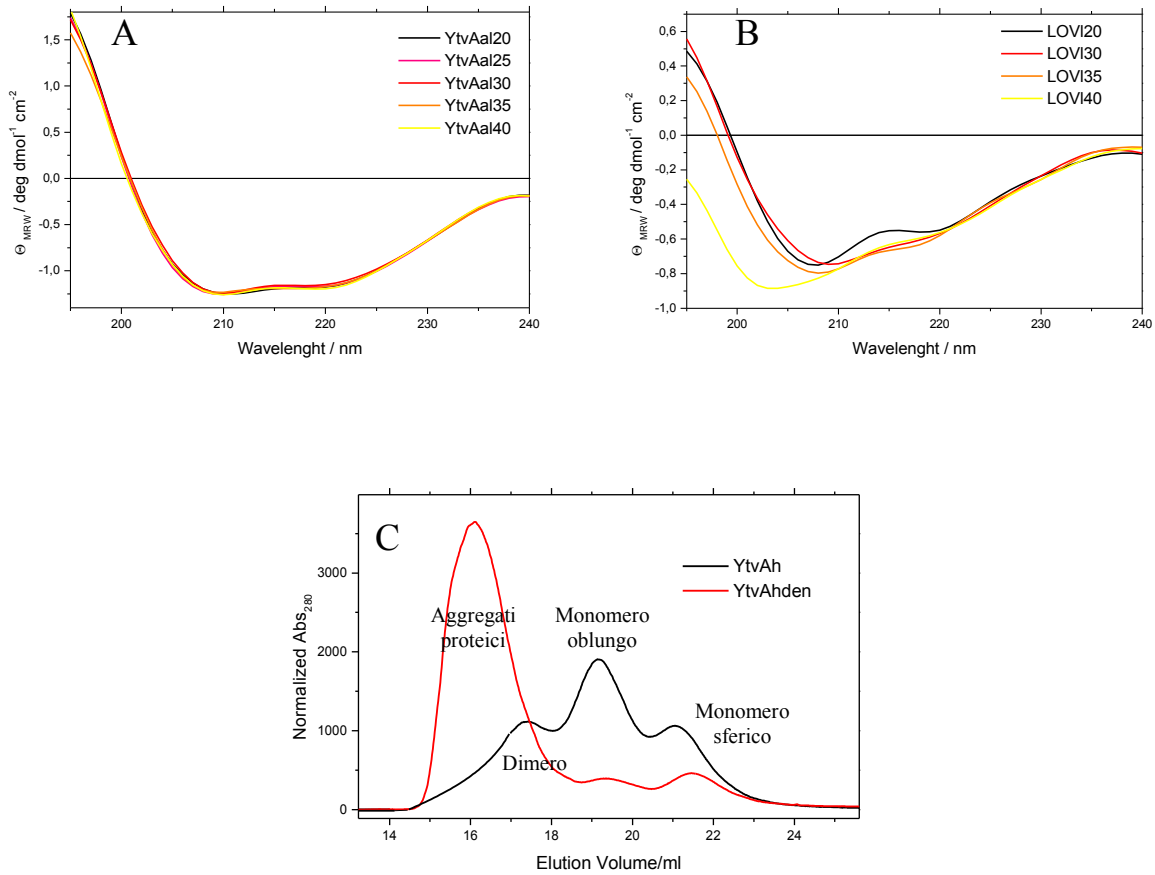 A
YtvAal20
YtvAal25
YtvAal30
YtvAal35
YtvAal40
1,5
1,0
0,5
0,0
-0,5
-1,0
Θ MRW / deg dmol-1 cm-2
200
210
220
230
240
Wavelenght / nm
B
LOVl20
LOVl30
LOVl35
LOVl40
0,6
0,4
0,2
0,0
-0,2
-0,4
-0,6
-0,8
-1,0
Θ MRW / deg dmol-1 cm-2
200
210
220
230
240
Wavelenght / nm
C
YtvAh
YtvAhden
Aggregati
proteici
Monomero
oblungo
Monomero
sferico
Dimero
3000
2000
1000
0
Normalized Abs280
14
16
18
20
22
24
Elution Volume/ml